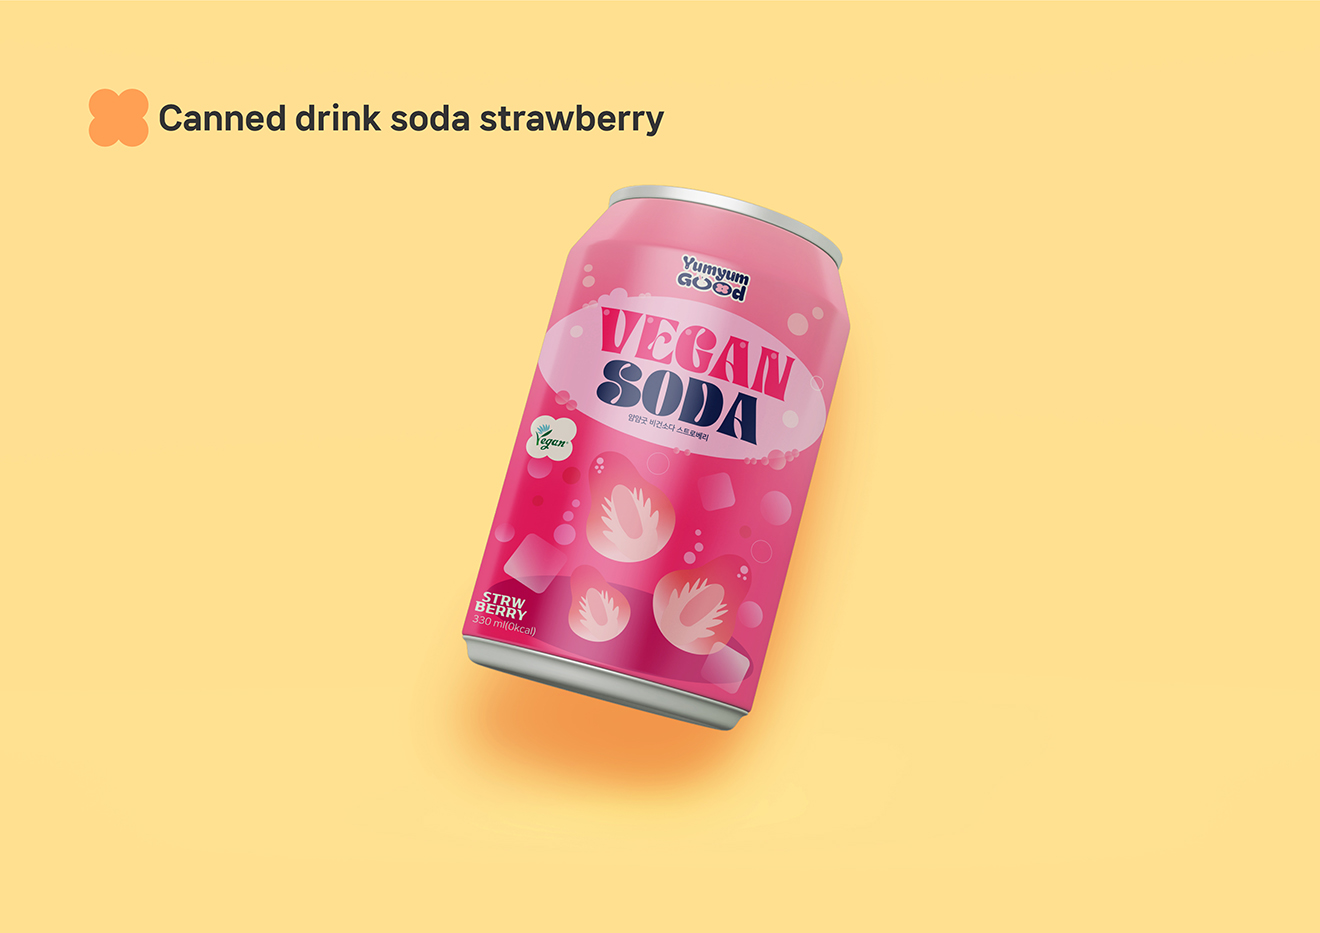 Canned drink soda strawberry
Yumyum
Good
VEGAN
SODA
얌얌굿 비건소다 스트로베리
Vegan
STRW
BERRY
330 ml(0kcal)